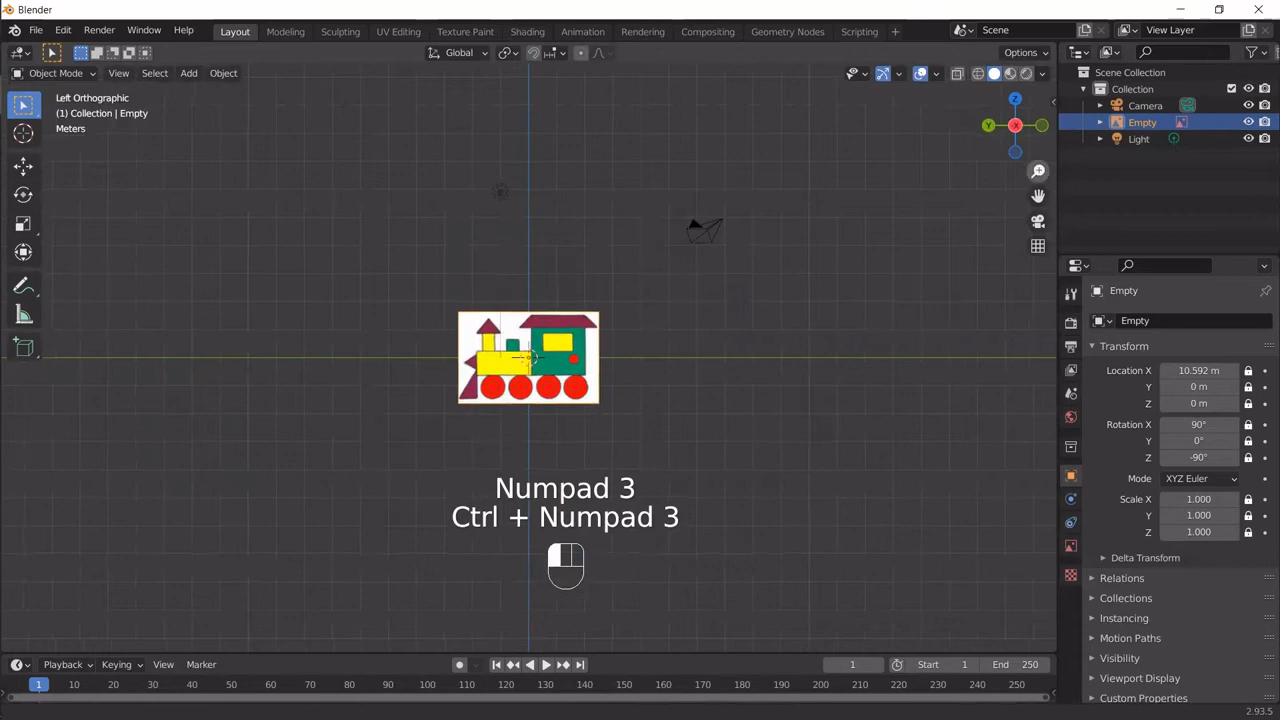 Blender
File Edit Render Window Help
Layout Modeling Sculpting UV Editing Texture Paint Shading Animation Rendering Compositing Geometry Nodes Scripting +
Scene
View Layer
Global
Options
Object Mode View Select Add Object
Left Orthographic
(1) Collection | Empty
Meters
Z
Y
X
Scene Collection
Collection
Camera
Empty
Light
Empty
Empty
Transform
Location X 10.592 m
Y 0 m
Z 0 m
Rotation X 90°
Y 0°
Z -90°
Mode XYZ Euler
Scale X 1.000
Y 1.000
Z 1.000
Delta Transform
Relations
Collections
Instancing
Motion Paths
Visibility
Viewport Display
Custom Properties
Numpad 3
Ctrl + Numpad 3
Playback Keying View Marker
1
Start 1
End 250
1 10 20 30 40 50 60 70 80 90 100 110 120 130 140 150 160 170 180 190 200 210 220 230 240 250
2.93.5